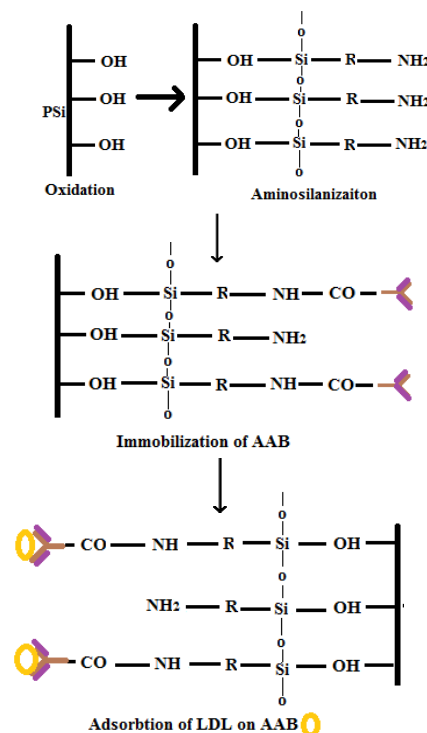 OH
PSi OH
OH
Oxidation
o
OH Si R NH2
o
OH Si R NH2
o
OH Si R NH2
o
Aminosilanizaiton
OH Si R NH CO
o
OH Si R NH2
o
OH Si R NH CO
o
Immobilization of AAB
CO NH R Si OH
o
NH2 R Si OH
o
CO NH R Si OH
o
Adsorbtion of LDL on AAB